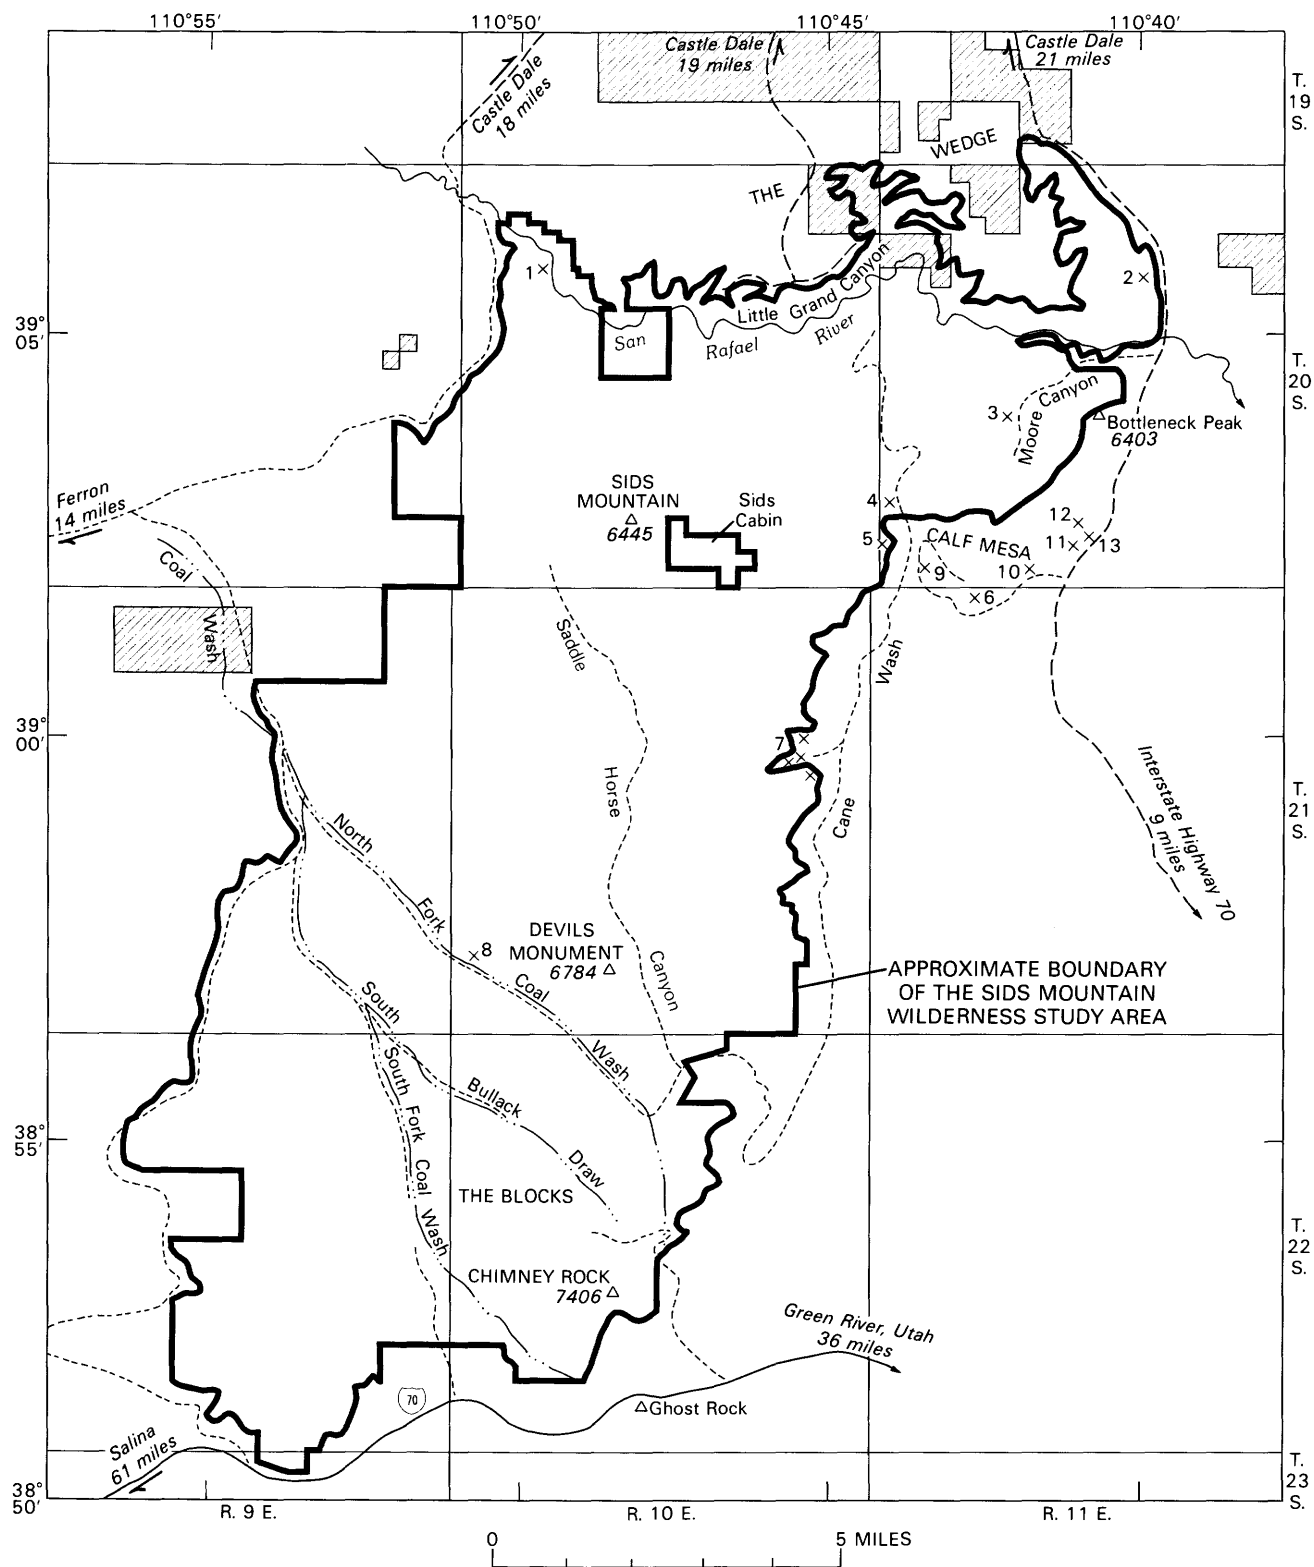 110°55'
110°50'
110°45'
110°40'
Castle Dale
18 miles
Castle Dale
19 miles
Castle Dale
21 miles
T.
19
S.
WEDGE
THE
1
2
Little Grand Canyon
39°
05'
San
Rafael
River
T.
20
S.
3
Moore Canyon
Bottleneck Peak
6403
Ferron
14 miles
SIDS
MOUNTAIN
6445
Sids
Cabin
4
5
12
11
13
CALF MESA
9
10
6
Coal
Wash
Saddle
Wash
39°
00'
7
Horse
Cane
Interstate Highway 70
9 miles
T.
21
S.
North
Fork
8
DEVILS
MONUMENT
6784
Coal
Canyon
APPROXIMATE BOUNDARY
OF THE SIDS MOUNTAIN
WILDERNESS STUDY AREA
South
Wash
South Fork Coal Wash
Bullack
Draw
38°
55'
THE BLOCKS
T.
22
S.
CHIMNEY ROCK
7406
Green River, Utah
36 miles
70
Ghost Rock
Salina
61 miles
38°
50'
T.
23
S.
R. 9 E.
R. 10 E.
R. 11 E.
0
5 MILES